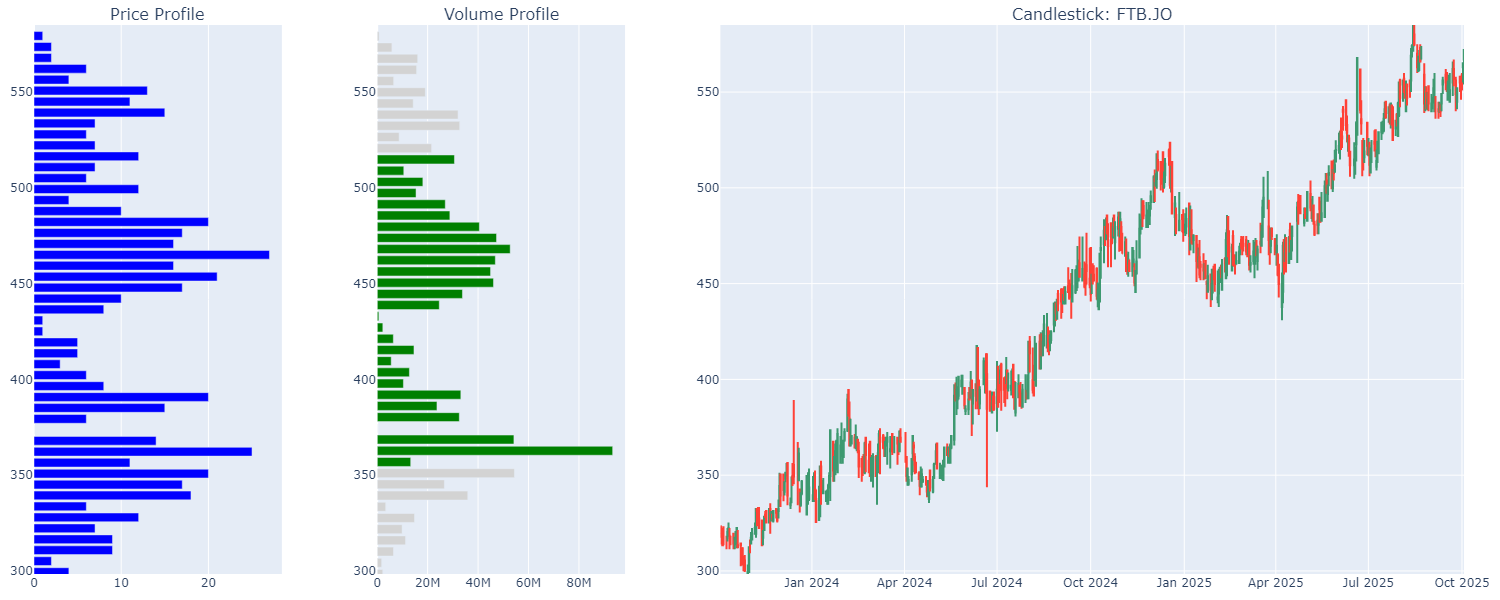 Price Profile
Volume Profile
Candlestick: FTB.JO
550
500
450
400
350
300
0
10
20
550
500
450
400
350
300
0
20M
40M
60M
80M
550
500
450
400
350
300
Jan 2024
Apr 2024
Jul 2024
Oct 2024
Jan 2025
Apr 2025
Jul 2025
Oct 2025